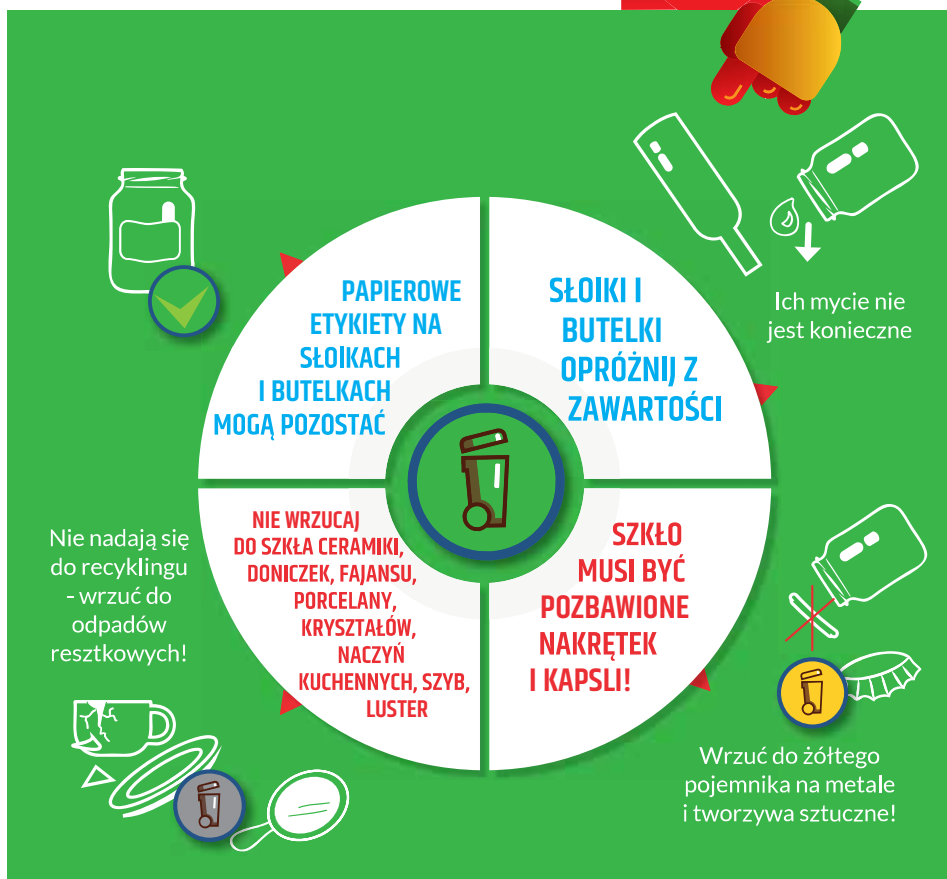 PAPIEROWE
ETYKIETY NA
SŁOIKACH
I BUTELKACH
MOGĄ POZOSTAĆ
SŁOIKI I
BUTELKI
OPRÓŻNIJ Z
ZAWARTOŚCI
Ich mycie nie
jest konieczne
Nie nadają się
do recyklingu
- wrzuć do
odpadów
resztkowych!
NIE WRZUCAJ
DO SZKŁA CERAMIKI,
DONICZEK, FAJANSU,
PORCELANY,
KRYSZTAŁÓW,
NACZYŃ
KUCHENNYCH, SZYB,
LUSTER
SZKŁO
MUSI BYĆ
POZBAWIONE
NAKRĘTEK
I KAPSLI!
Wrzuć do żółtego
pojemnika na metale
i tworzywa sztuczne!